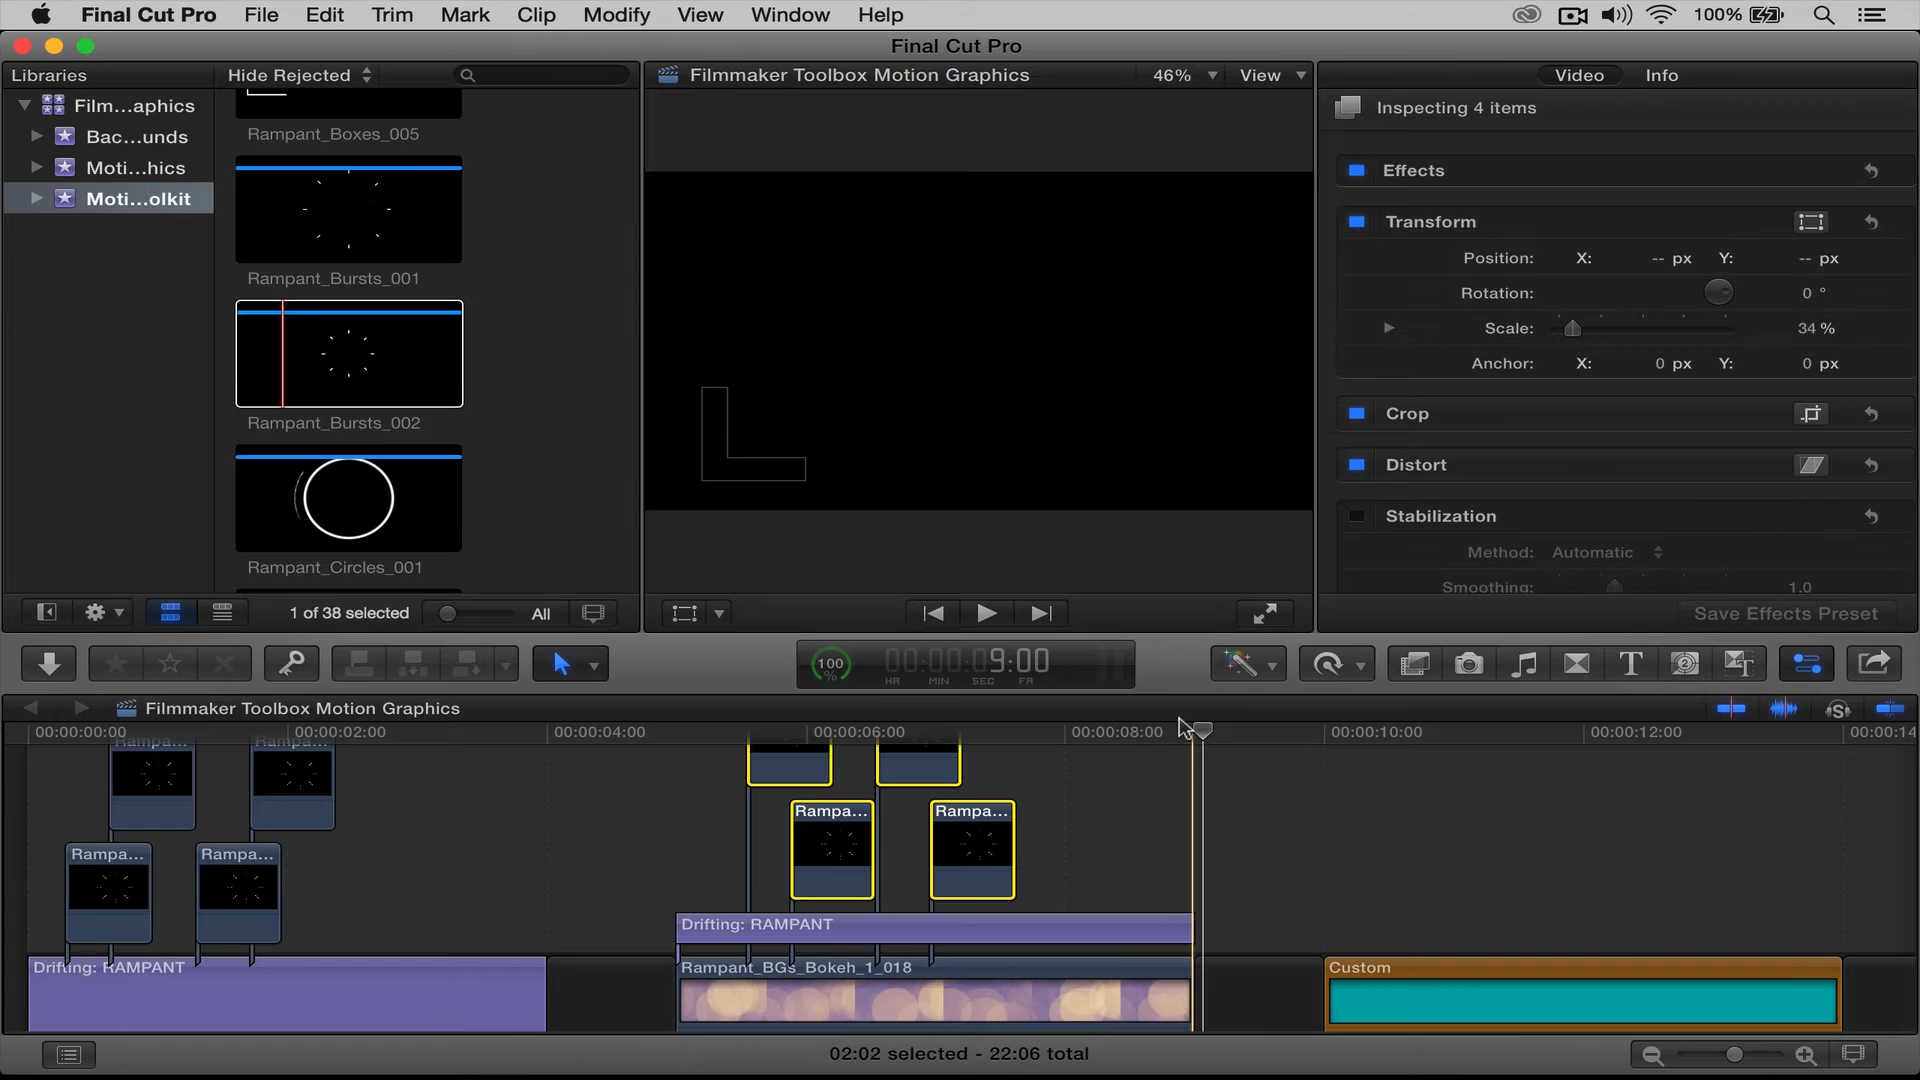 Final Cut Pro File Edit Trim Mark Clip Modify View Window Help 100%
Final Cut Pro
Libraries Hide Rejected Filmmaker Toolbox Motion Graphics 46% View Video Info
Film...aphics
Bac...unds
Moti...hics
Moti...olkit
Rampant_Boxes_005
Rampant_Bursts_001
Rampant_Bursts_002
Rampant_Circles_001
Inspecting 4 items
Effects
Transform
Position: X: -- px Y: -- px
Rotation: 0 °
Scale: 34 %
Anchor: X: 0 px Y: 0 px
Crop
Distort
Stabilization
Method: Automatic
Smoothing: 1.0
1 of 38 selected All
Save Effects Preset
100 % 00:00:09:00
HR MIN SEC FR
Filmmaker Toolbox Motion Graphics
00:00:00:00 00:00:02:00 00:00:04:00 00:00:06:00 00:00:08:00 00:00:10:00 00:00:12:00 00:00:14
Rampa... Rampa...
Rampa... Rampa...
Rampa... Rampa...
Drifting: RAMPANT
Drifting: RAMPANT
Rampant_BGs_Bokeh_1_018
Custom
02:02 selected - 22:06 total